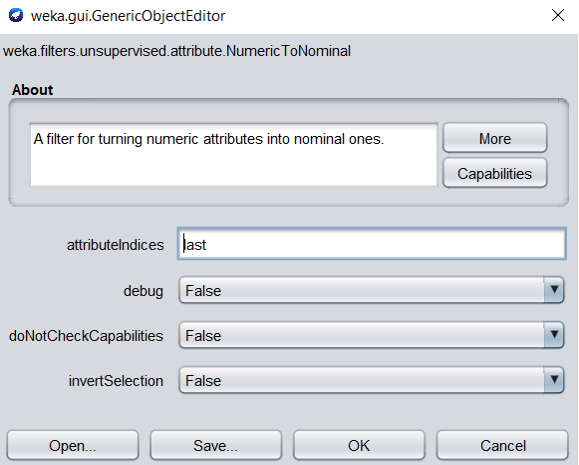 weka.gui.GenericObjectEditor
weka.filters.unsupervised.attribute.NumericToNominal
About
A filter for turning numeric attributes into nominal ones.
More
Capabilities
attributeIndices
last
debug
False
doNotCheckCapabilities
False
invertSelection
False
Open...
Save...
OK
Cancel